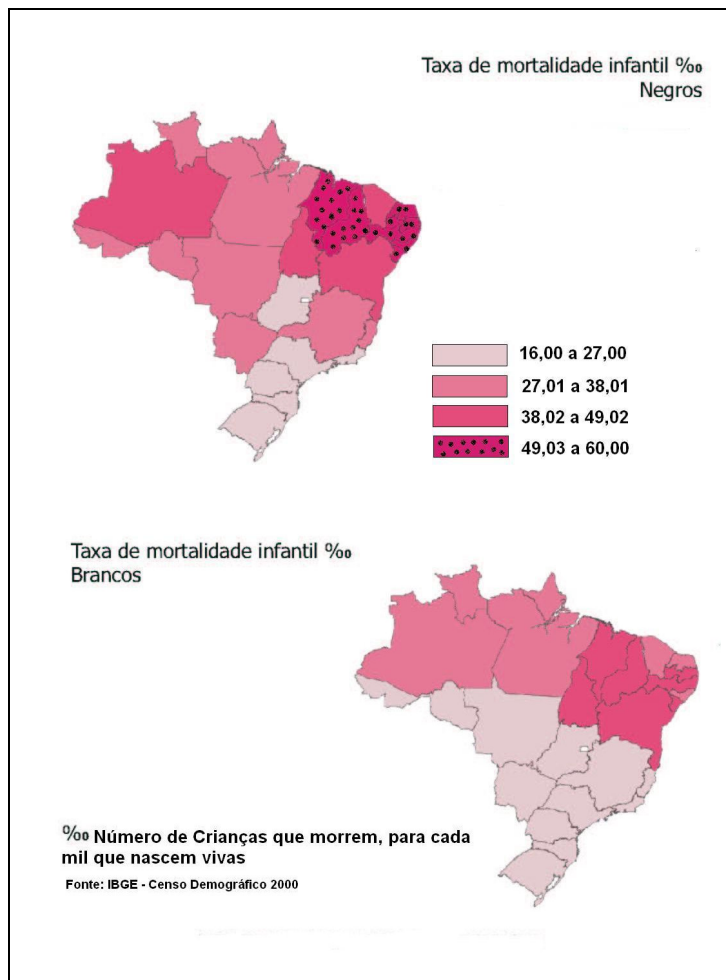 Taxa de mortalidade infantil ‰
Negros
16,00 a 27,00
27,01 a 38,01
38,02 a 49,02
49,03 a 60,00
Taxa de mortalidade infantil ‰
Brancos
‰ Número de Crianças que morrem, para cada
mil que nascem vivas
Fonte: IBGE - Censo Demográfico 2000